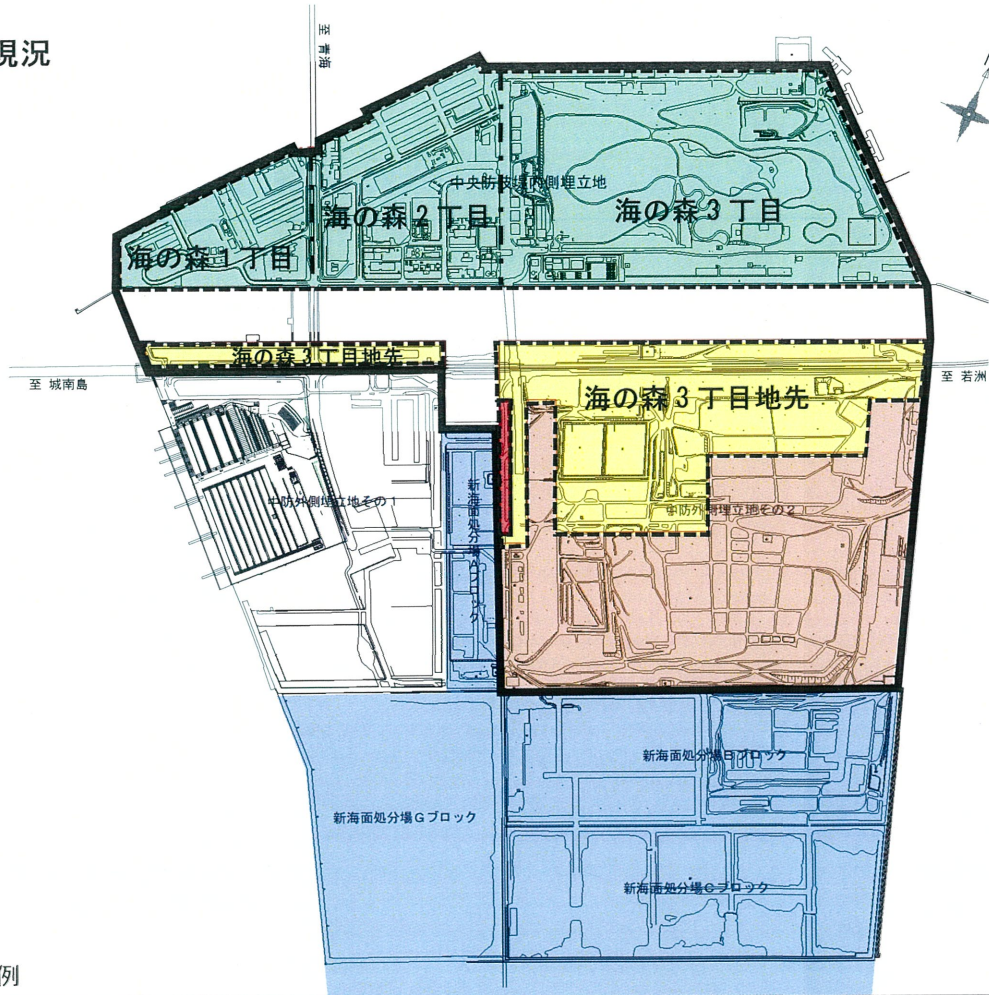 現況
至 青海
中央防波堤内側埋立地
海の森2丁目
海の森3丁目
海の森1丁目
海の森3丁目地先
至 城南島
至 若洲
海の森3丁目地先
新海面処分場Aブロック
中防外側埋立地その1
中防外側埋立地その2
新海面処分場Bブロック
新海面処分場Gブロック
新海面処分場Cブロック
例